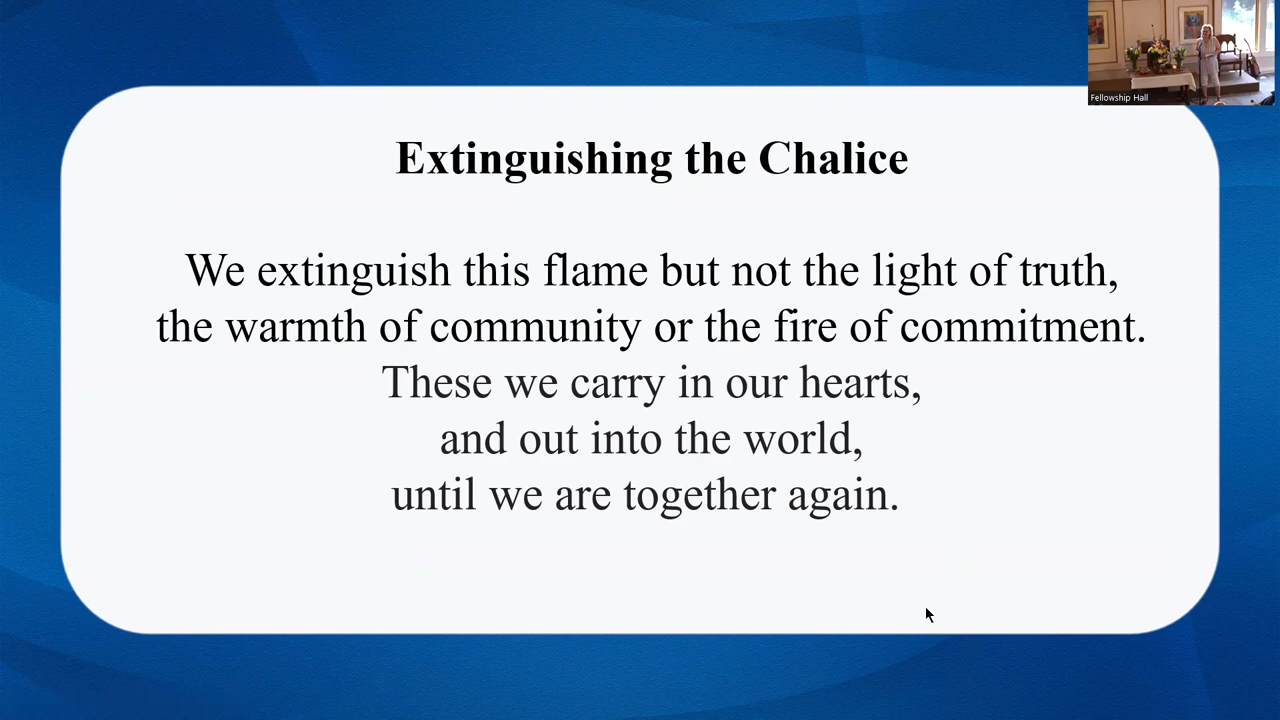 Fellowship Hall
Extinguishing the Chalice
We extinguish this flame but not the light of truth,
the warmth of community or the fire of commitment.
These we carry in our hearts,
and out into the world,
until we are together again.